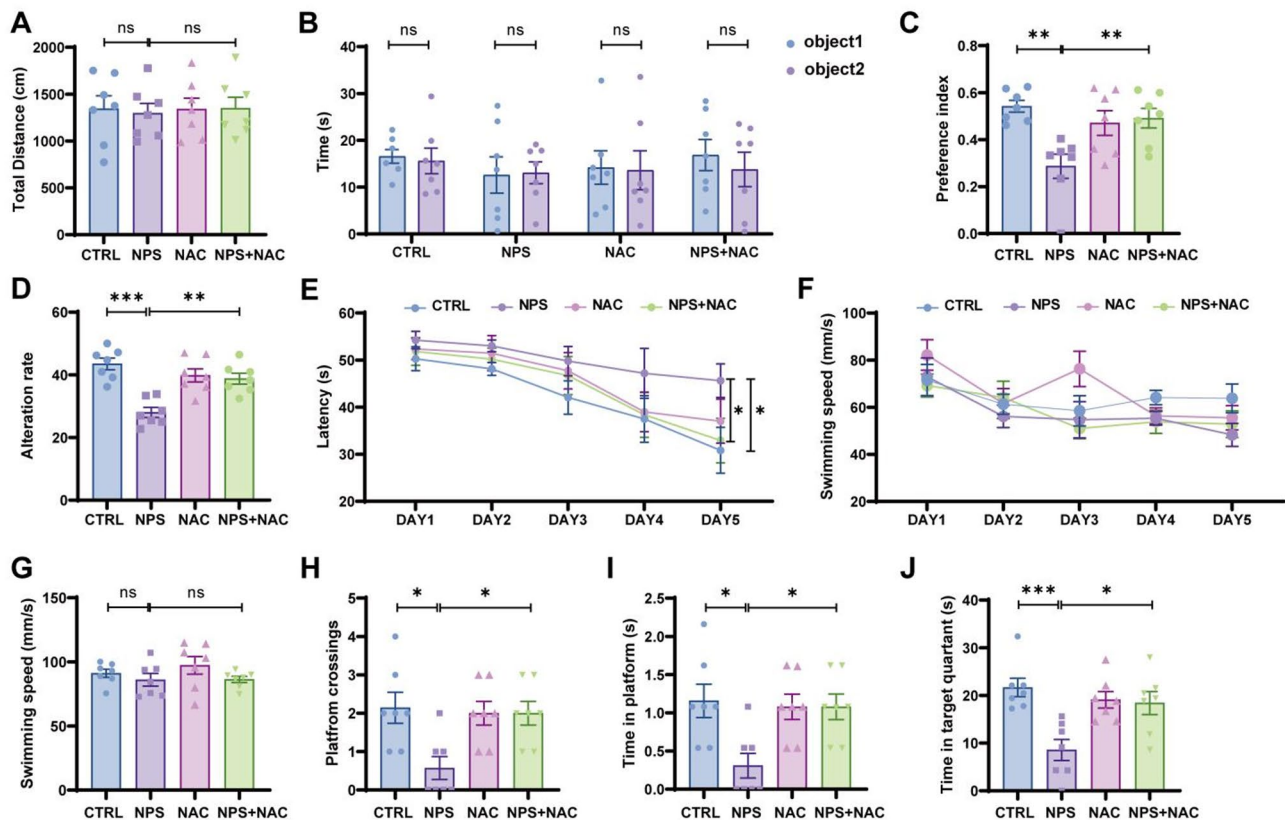 A
ns
ns
Total Distance (cm)
2000
1500
1000
500
0
CTRL NPS NAC NPS+NAC
B
ns
ns
ns
ns
object1
object2
Time (s)
40
30
20
10
0
CTRL NPS NAC NPS+NAC
C
**
**
Preference index
0.8
0.6
0.4
0.2
0.0
CTRL NPS NAC NPS+NAC
D
***
**
Alteration rate
60
40
20
0
CTRL NPS NAC NPS+NAC
E
CTRL NPS NAC NPS+NAC
Latency (s)
60
50
40
30
20
*
*
DAY1 DAY2 DAY3 DAY4 DAY5
F
CTRL NPS NAC NPS+NAC
Swimming speed (mm/s)
100
80
60
40
20
DAY1 DAY2 DAY3 DAY4 DAY5
G
ns
ns
Swimming speed (mm/s)
150
100
50
0
CTRL NPS NAC NPS+NAC
H
*
*
Platfrom crossings
5
4
3
2
1
0
CTRL NPS NAC NPS+NAC
I
*
*
Time in platform (s)
2.5
2.0
1.5
1.0
0.5
0.0
CTRL NPS NAC NPS+NAC
J
***
*
Time in target quartant (s)
40
30
20
10
0
CTRL NPS NAC NPS+NAC